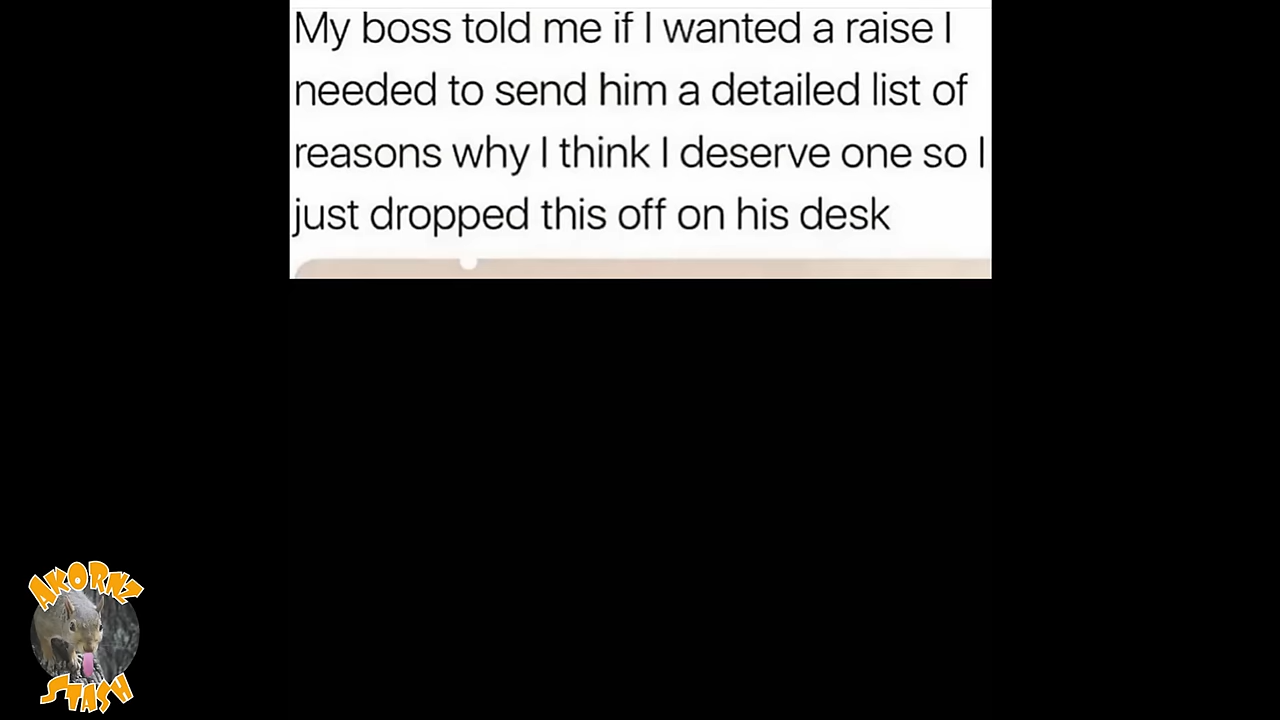 My boss told me if I wanted a raise I
needed to send him a detailed list of
reasons why I think I deserve one so I
just dropped this off on his desk
AKORNZ
STASH